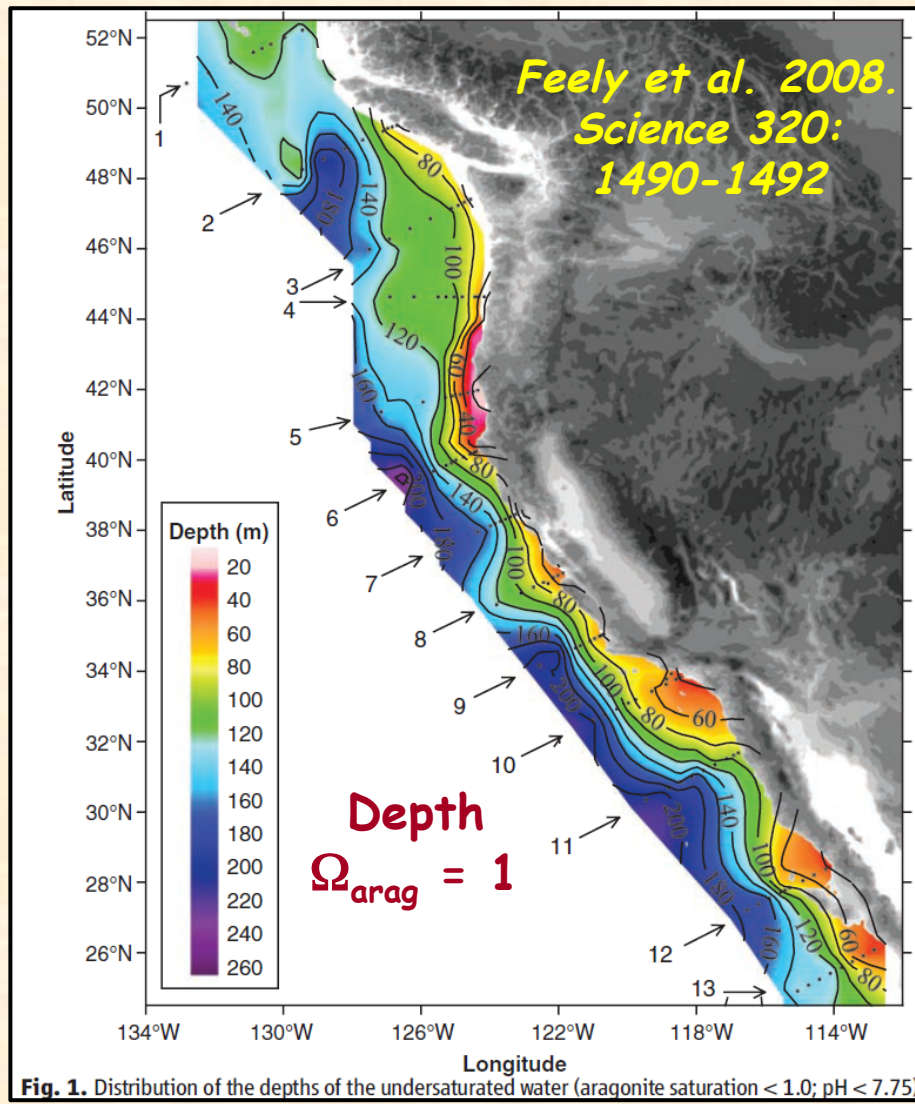 Feely et al. 2008.
Science 320:
1490-1492
52°N
50°N
48°N
46°N
44°N
42°N
40°N
38°N
36°N
34°N
32°N
30°N
28°N
26°N
Latitude
134°W
130°W
126°W
122°W
118°W
114°W
Longitude
1
2
3
4
5
6
7
8
9
10
11
12
13
140
180
140
80
100
120
160
60
40
80
200
140
180
100
80
160
200
100
80
60
200
140
180
100
160
120
60
80
Depth (m)
20
40
60
80
100
120
140
160
180
200
220
240
260
Depth
Ωarag = 1
Fig. 1. Distribution of the depths of the undersaturated water (aragonite saturation < 1.0; pH < 7.75)